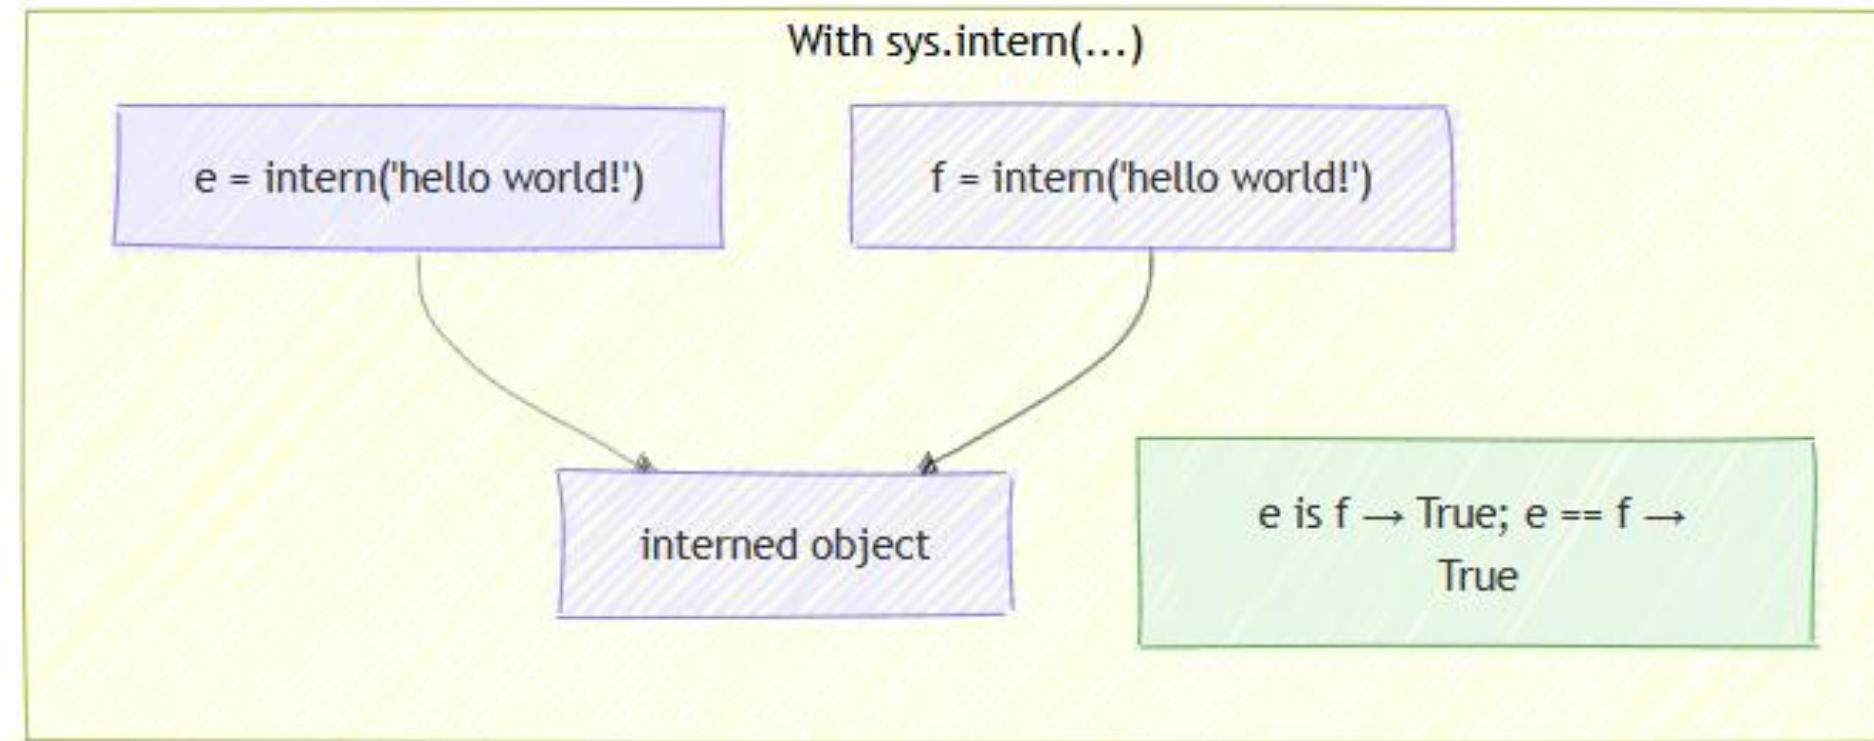 With sys.intern(...)
e = intern('hello world!')
f = intern('hello world!')
interned object
e is f → True; e == f →
True